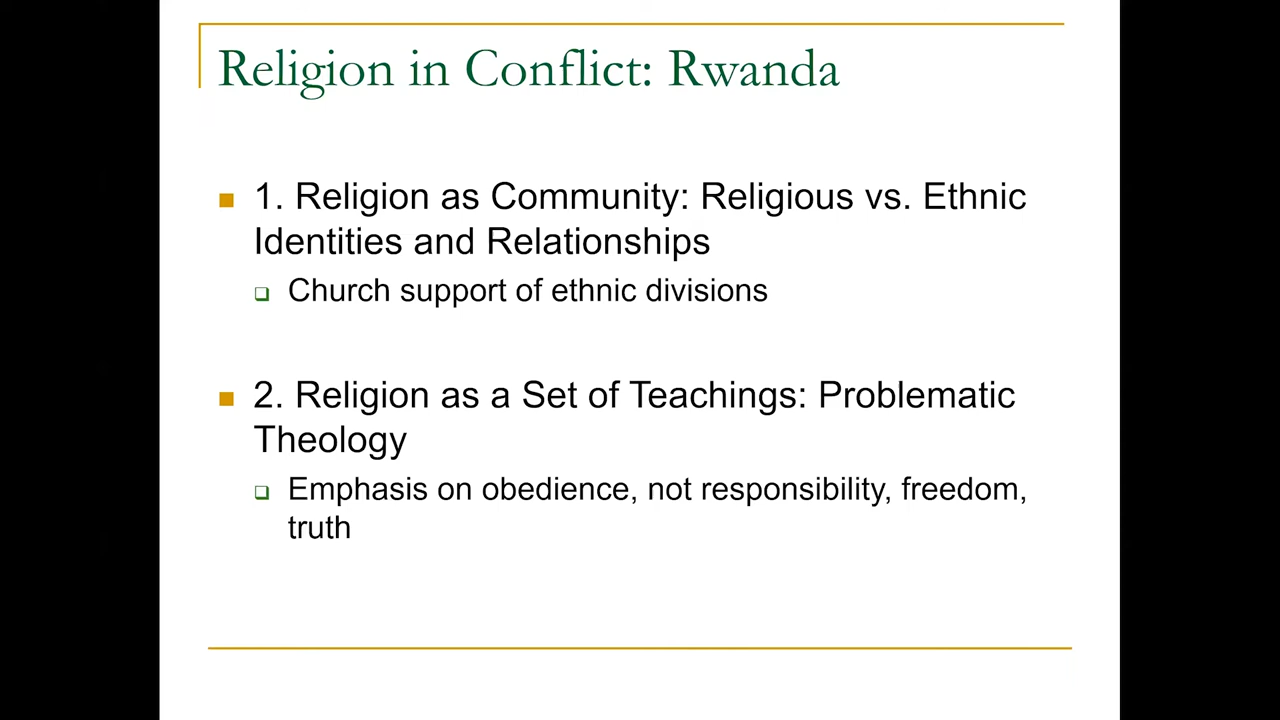 Religion in Conflict: Rwanda
1. Religion as Community: Religious vs. Ethnic
Identities and Relationships
Church support of ethnic divisions
2. Religion as a Set of Teachings: Problematic
Theology
Emphasis on obedience, not responsibility, freedom,
truth